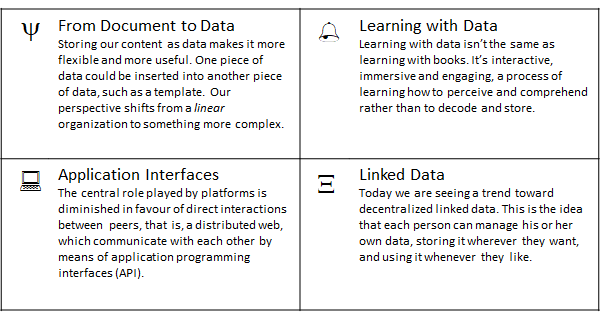 Ψ From Document to Data
Storing our content as data makes it more
flexible and more useful. One piece of
data could be inserted into another piece
of data, such as a template. Our
perspective shifts from a linear
organization to something more complex.
Learning with Data
Learning with data isn't the same as
learning with books. It's interactive,
immersive and engaging, a process of
learning how to perceive and comprehend
rather than to decode and store.
Application Interfaces
The central role played by platforms is
diminished in favour of direct interactions
between peers, that is, a distributed web,
which communicate with each other by
means of application programming
interfaces (API).
Ξ Linked Data
Today we are seeing a trend toward
decentralized linked data. This is the idea
that each person can manage his or her
own data, storing it wherever they want,
and using it whenever they like.